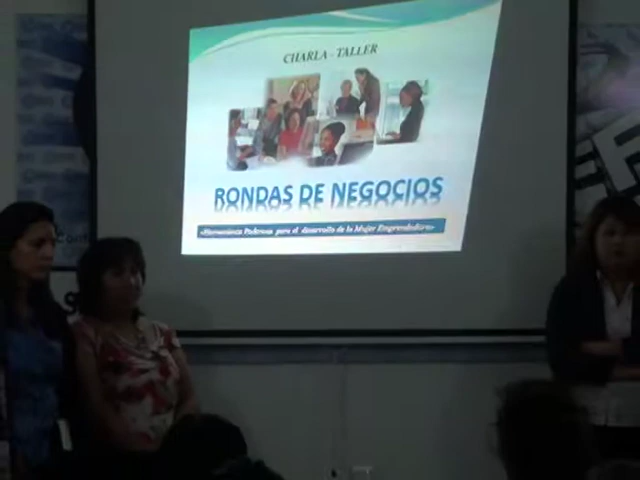 CHARLA - TALLER
RONDAS DE NEGOCIOS
«Herramienta Poderosa para el desarrollo de la Mujer Emprendedora»